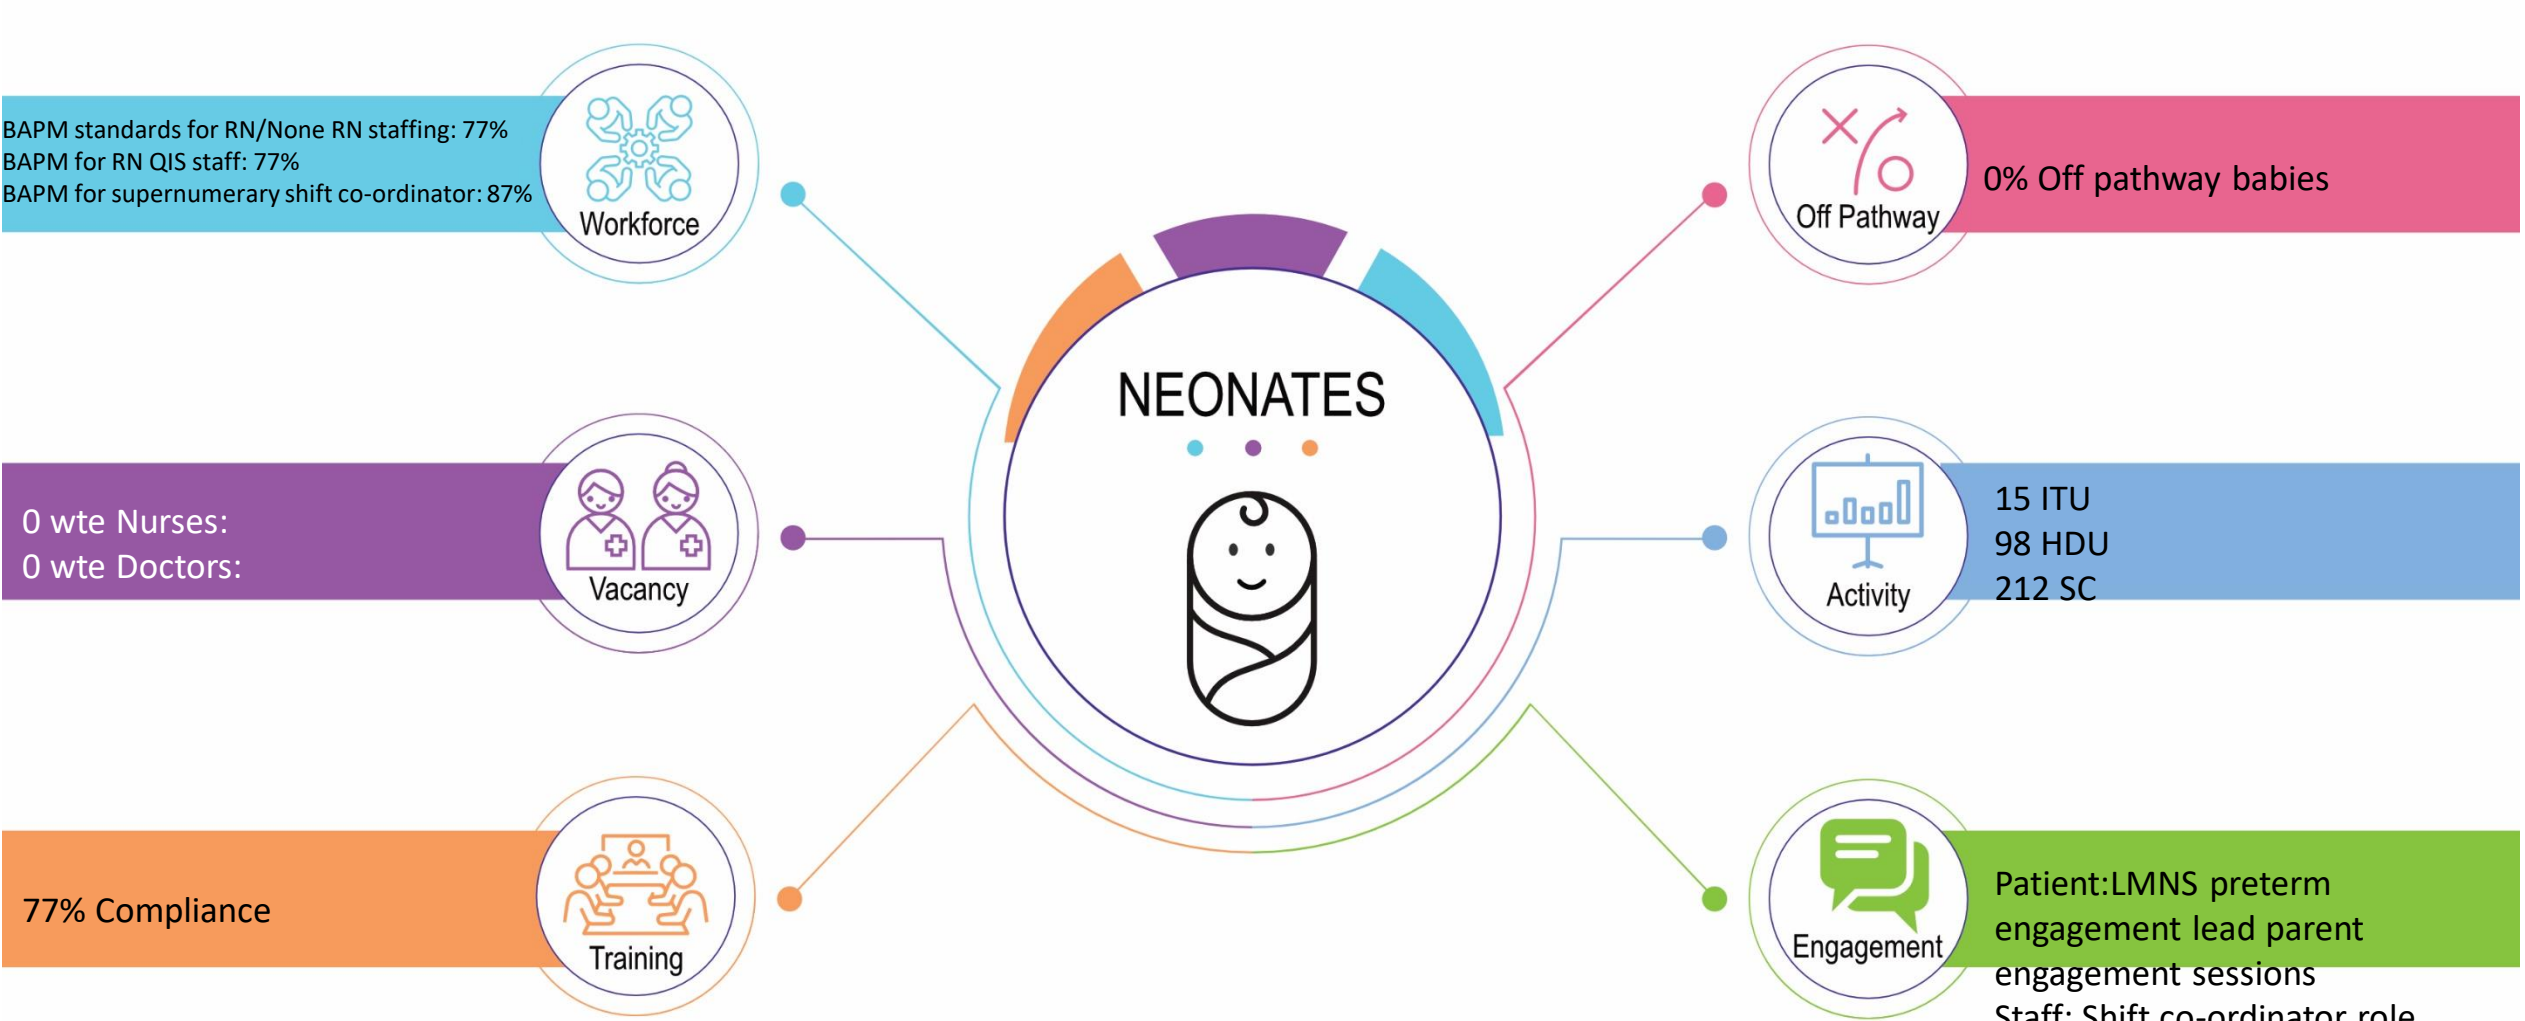 BAPM standards for RN/None RN staffing: 77%
BAPM for RN QIS staff: 77%
BAPM for supernumerary shift co-ordinator: 87%
Workforce
0 wte Nurses:
0 wte Doctors:
Vacancy
77% Compliance
Training
NEONATES
Off Pathway
0% Off pathway babies
Activity
15 ITU
98 HDU
212 SC
Engagement
Patient:LMNS preterm
engagement lead parent
engagement sessions
Staff: Shift co-ordinator role